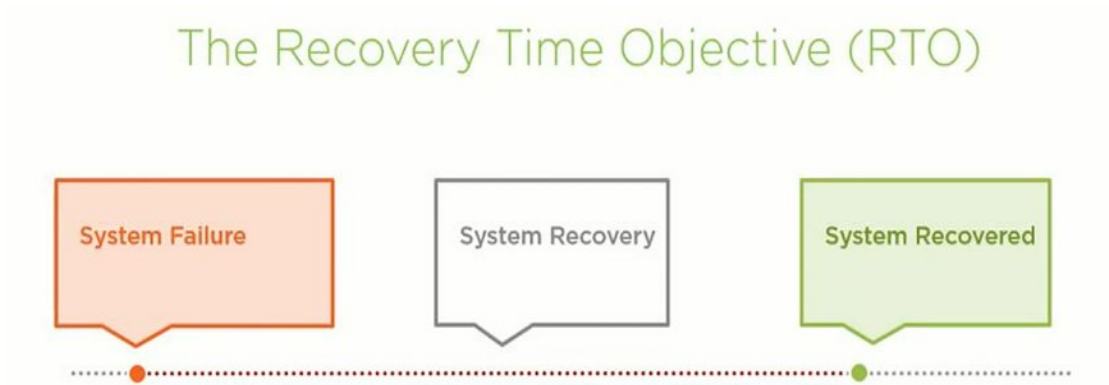 The Recovery Time Objective (RTO)
System Failure
System Recovery
System Recovered